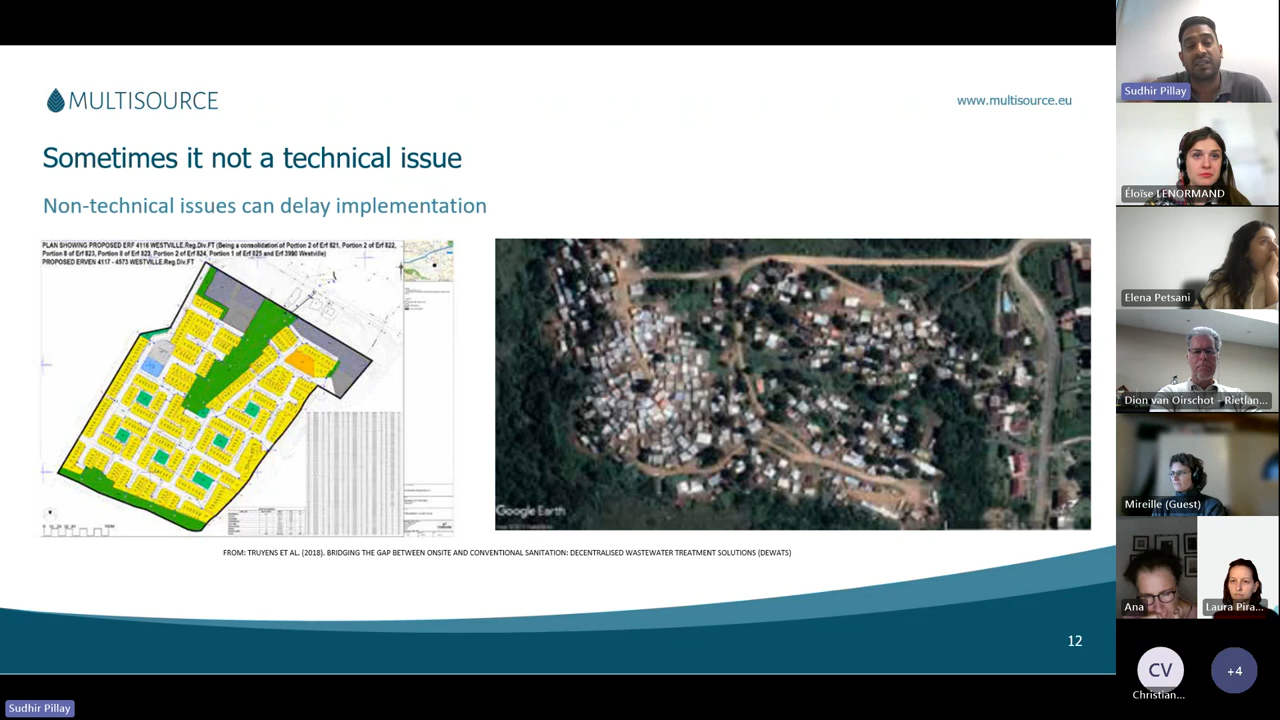 MULTISOURCE
www.multisource.eu
Sometimes it not a technical issue
Non-technical issues can delay implementation
PLAN SHOWING PROPOSED ERF 4116 WESTVILLE.Reg.Div.FT (Being a consolidation of Portion 2 of Erf 821, Portion 2 of Erf 822,
Portion 8 of Erf 823, Portion 8 of Erf 823, Portion 2 of Erf 824, Portion 1 of Erf 825 and Erf 3990 Westville)
PROPOSED ERVEN 4117 - 4573 WESTVILLE.Reg.Div.FT
Google Earth
FROM: TRUYENS ET AL. (2018). BRIDGING THE GAP BETWEEN ONSITE AND CONVENTIONAL SANITATION: DECENTRALISED WASTEWATER TREATMENT SOLUTIONS (DEWATS)
12
Sudhir Pillay
Éloïse LENORMAND
Elena Petsani
Dion van Oirschot - Rietlan...
Mireille (Guest)
Ana
Laura Pira...
CV
Christian...
+4
Sudhir Pillay